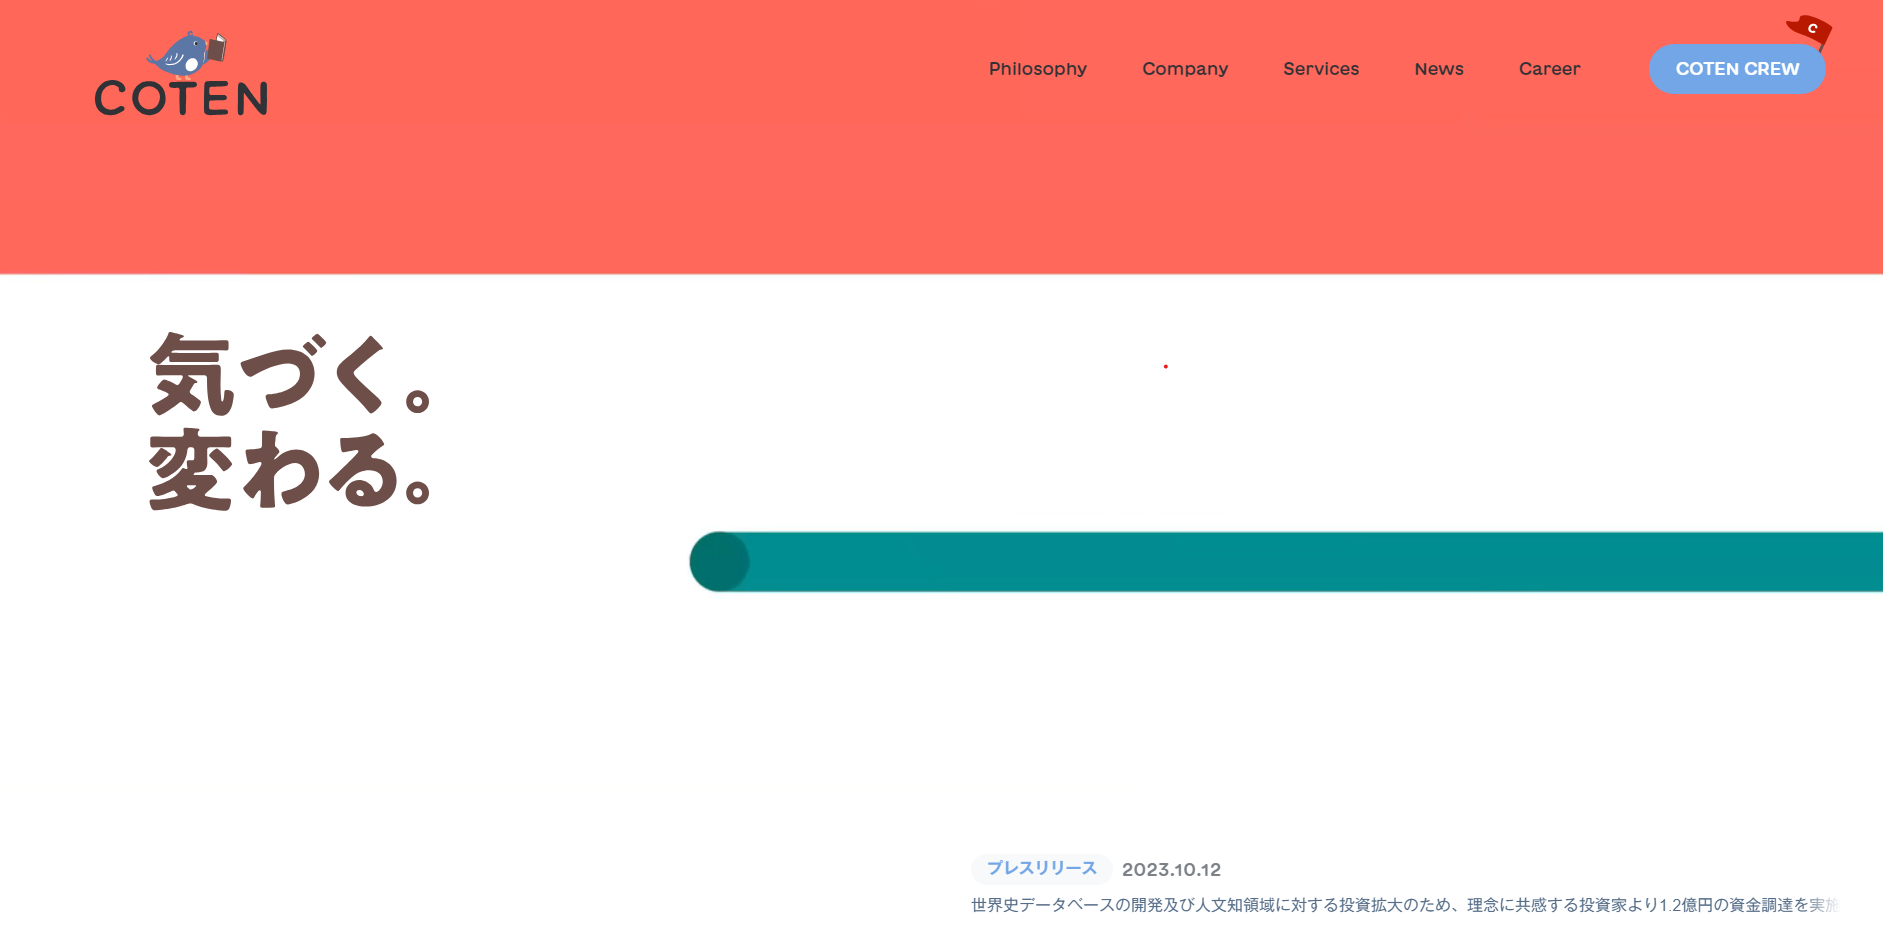 COTEN
Philosophy
Company
Services
News
Career
COTEN CREW
C
気づく。
変わる。
プレスリリース 2023.10.12
世界史データベースの開発及び人文知領域に対する投資拡大のため、理念に共感する投資家より1.2億円の資金調達を実施